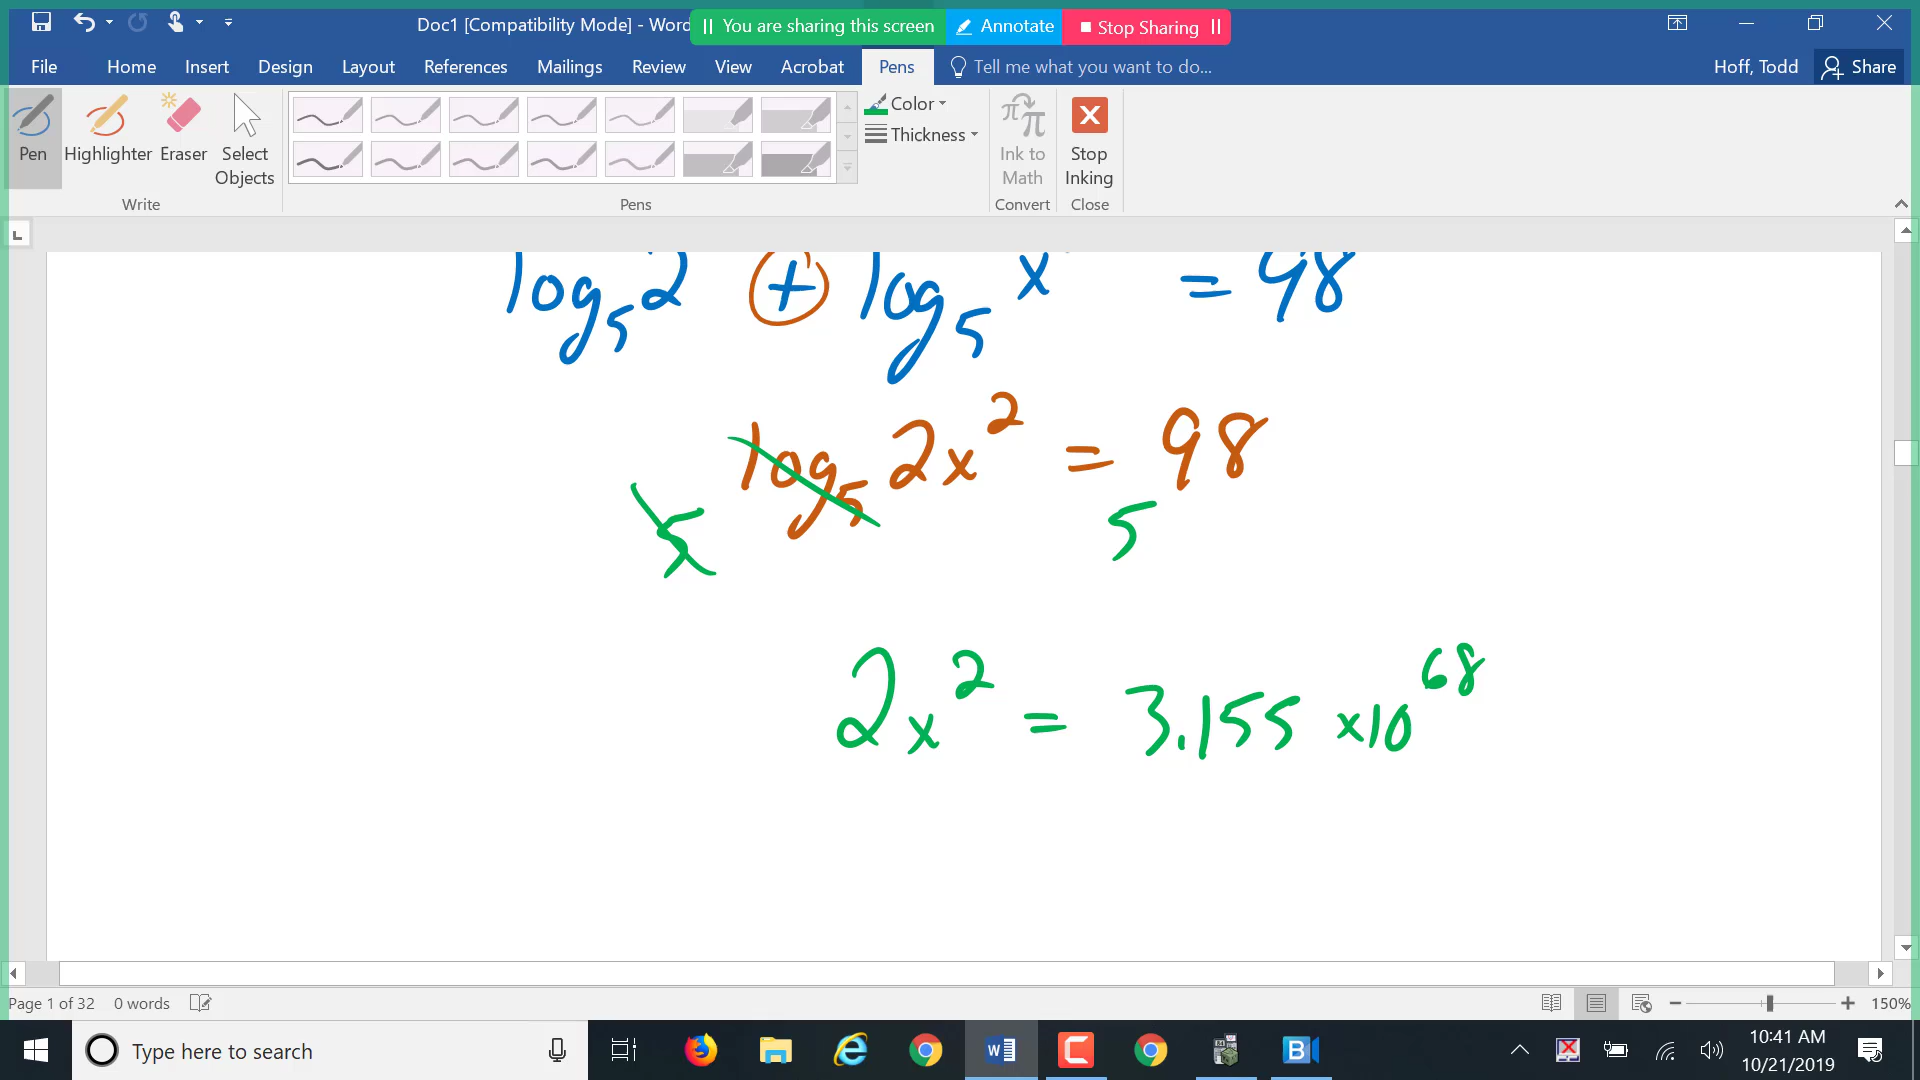 Doc1 [Compatibility Mode] - Word
You are sharing this screen
Annotate
Stop Sharing
File Home Insert Design Layout References Mailings Review View Acrobat Pens Tell me what you want to do... Hoff, Todd Share
Pen Highlighter Eraser Select Objects
Color
Thickness
Ink to Math
Stop Inking
Write Pens Convert Close
log₅2 + log₅ x = 98
log₅ 2x² = 98
5 5
2x² = 3.155 x10⁶⁸
Page 1 of 32 0 words 150%
Type here to search
10:41 AM
10/21/2019